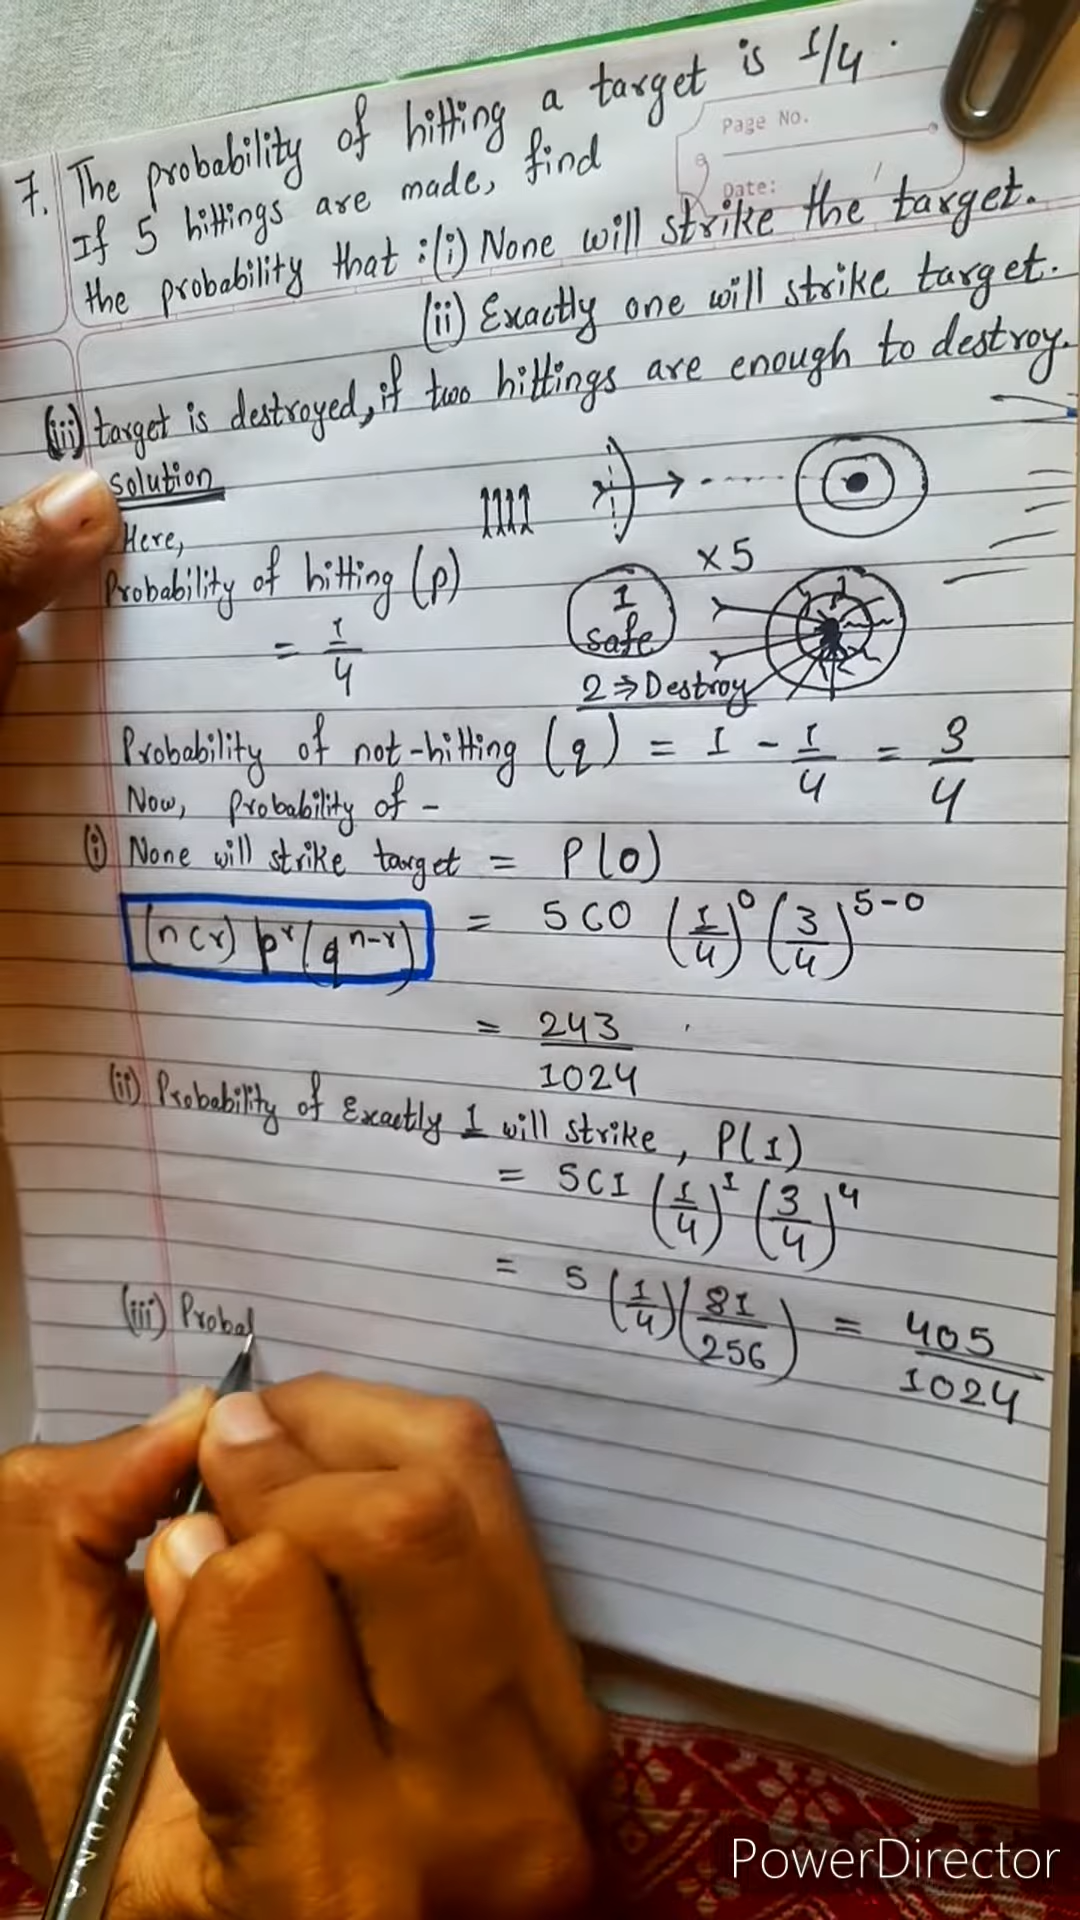 7. The probability of hitting a target is 1/4.
If 5 hittings are made, find
the probability that :(i) None will strike the target.
(ii) Exactly one will strike target.
(iii) target is destroyed, if two hittings are enough to destroy.
Page No.
Date:
Solution
Here,
Probability of hitting (p)
= 1/4
×5
1
Safe
2 ⇒ Destroy
Probability of not-hitting (q) = 1 - 1/4 = 3/4
Now, Probability of -
(i) None will strike target = P(0)
(nCr) p^r (q^n-r) = 5C0 (1/4)^0 (3/4)^5-0
= 243/1024
(ii) Probability of Exactly 1 will strike, P(1)
= 5C1 (1/4)^1 (3/4)^4
= 5 (1/4)(81/256) = 405/1024
(iii) Probal
PowerDirector